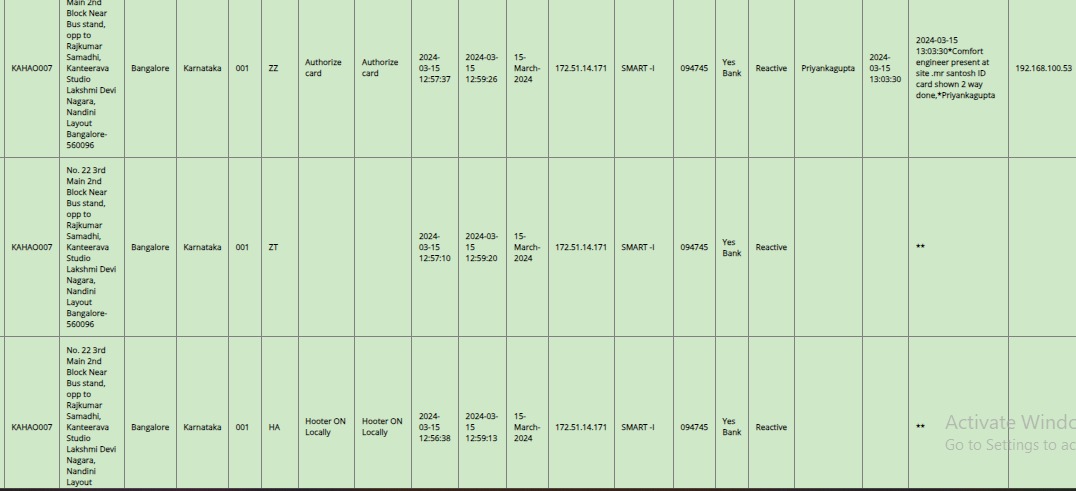 Main 2nd
Block Near
Bus stand,
opp to
Rajkumar
Samadhi,
Kanteerava
Studio
Lakshmi Devi
Nagara,
Nandini
Layout
Bangalore-
560096
KAHAO007
Bangalore
Karnataka
001
ZZ
Authorize
card
Authorize
card
2024-
03-15
12:57:37
2024-03-
15
12:59:26
15-
March-
2024
172.51.14.171
SMART -I
094745
Yes
Bank
Reactive
Priyankagupta
2024-
03-15
13:03:30
2024-03-15
13:03:30*Comfort
engineer present at
site .mr santosh ID
card shown 2 way
done,*Priyankagupta
192.168.100.53
KAHAO007
No. 22 3rd
Main 2nd
Block Near
Bus stand,
opp to
Rajkumar
Samadhi,
Kanteerava
Studio
Lakshmi Devi
Nagara,
Nandini
Layout
Bangalore-
560096
Bangalore
Karnataka
001
ZT
2024-
03-15
12:57:10
2024-03-
15
12:59:20
15-
March-
2024
172.51.14.171
SMART -I
094745
Yes
Bank
Reactive
**
KAHAO007
No. 22 3rd
Main 2nd
Block Near
Bus stand,
opp to
Rajkumar
Samadhi,
Kanteerava
Studio
Lakshmi Devi
Nagara,
Nandini
Layout
Bangalore
Karnataka
001
HA
Hooter ON
Locally
Hooter ON
Locally
2024-
03-15
12:56:38
2024-03-
15
12:59:13
15-
March-
2024
172.51.14.171
SMART -I
094745
Yes
Bank
Reactive
**
Activate Windo
Go to Settings to ac